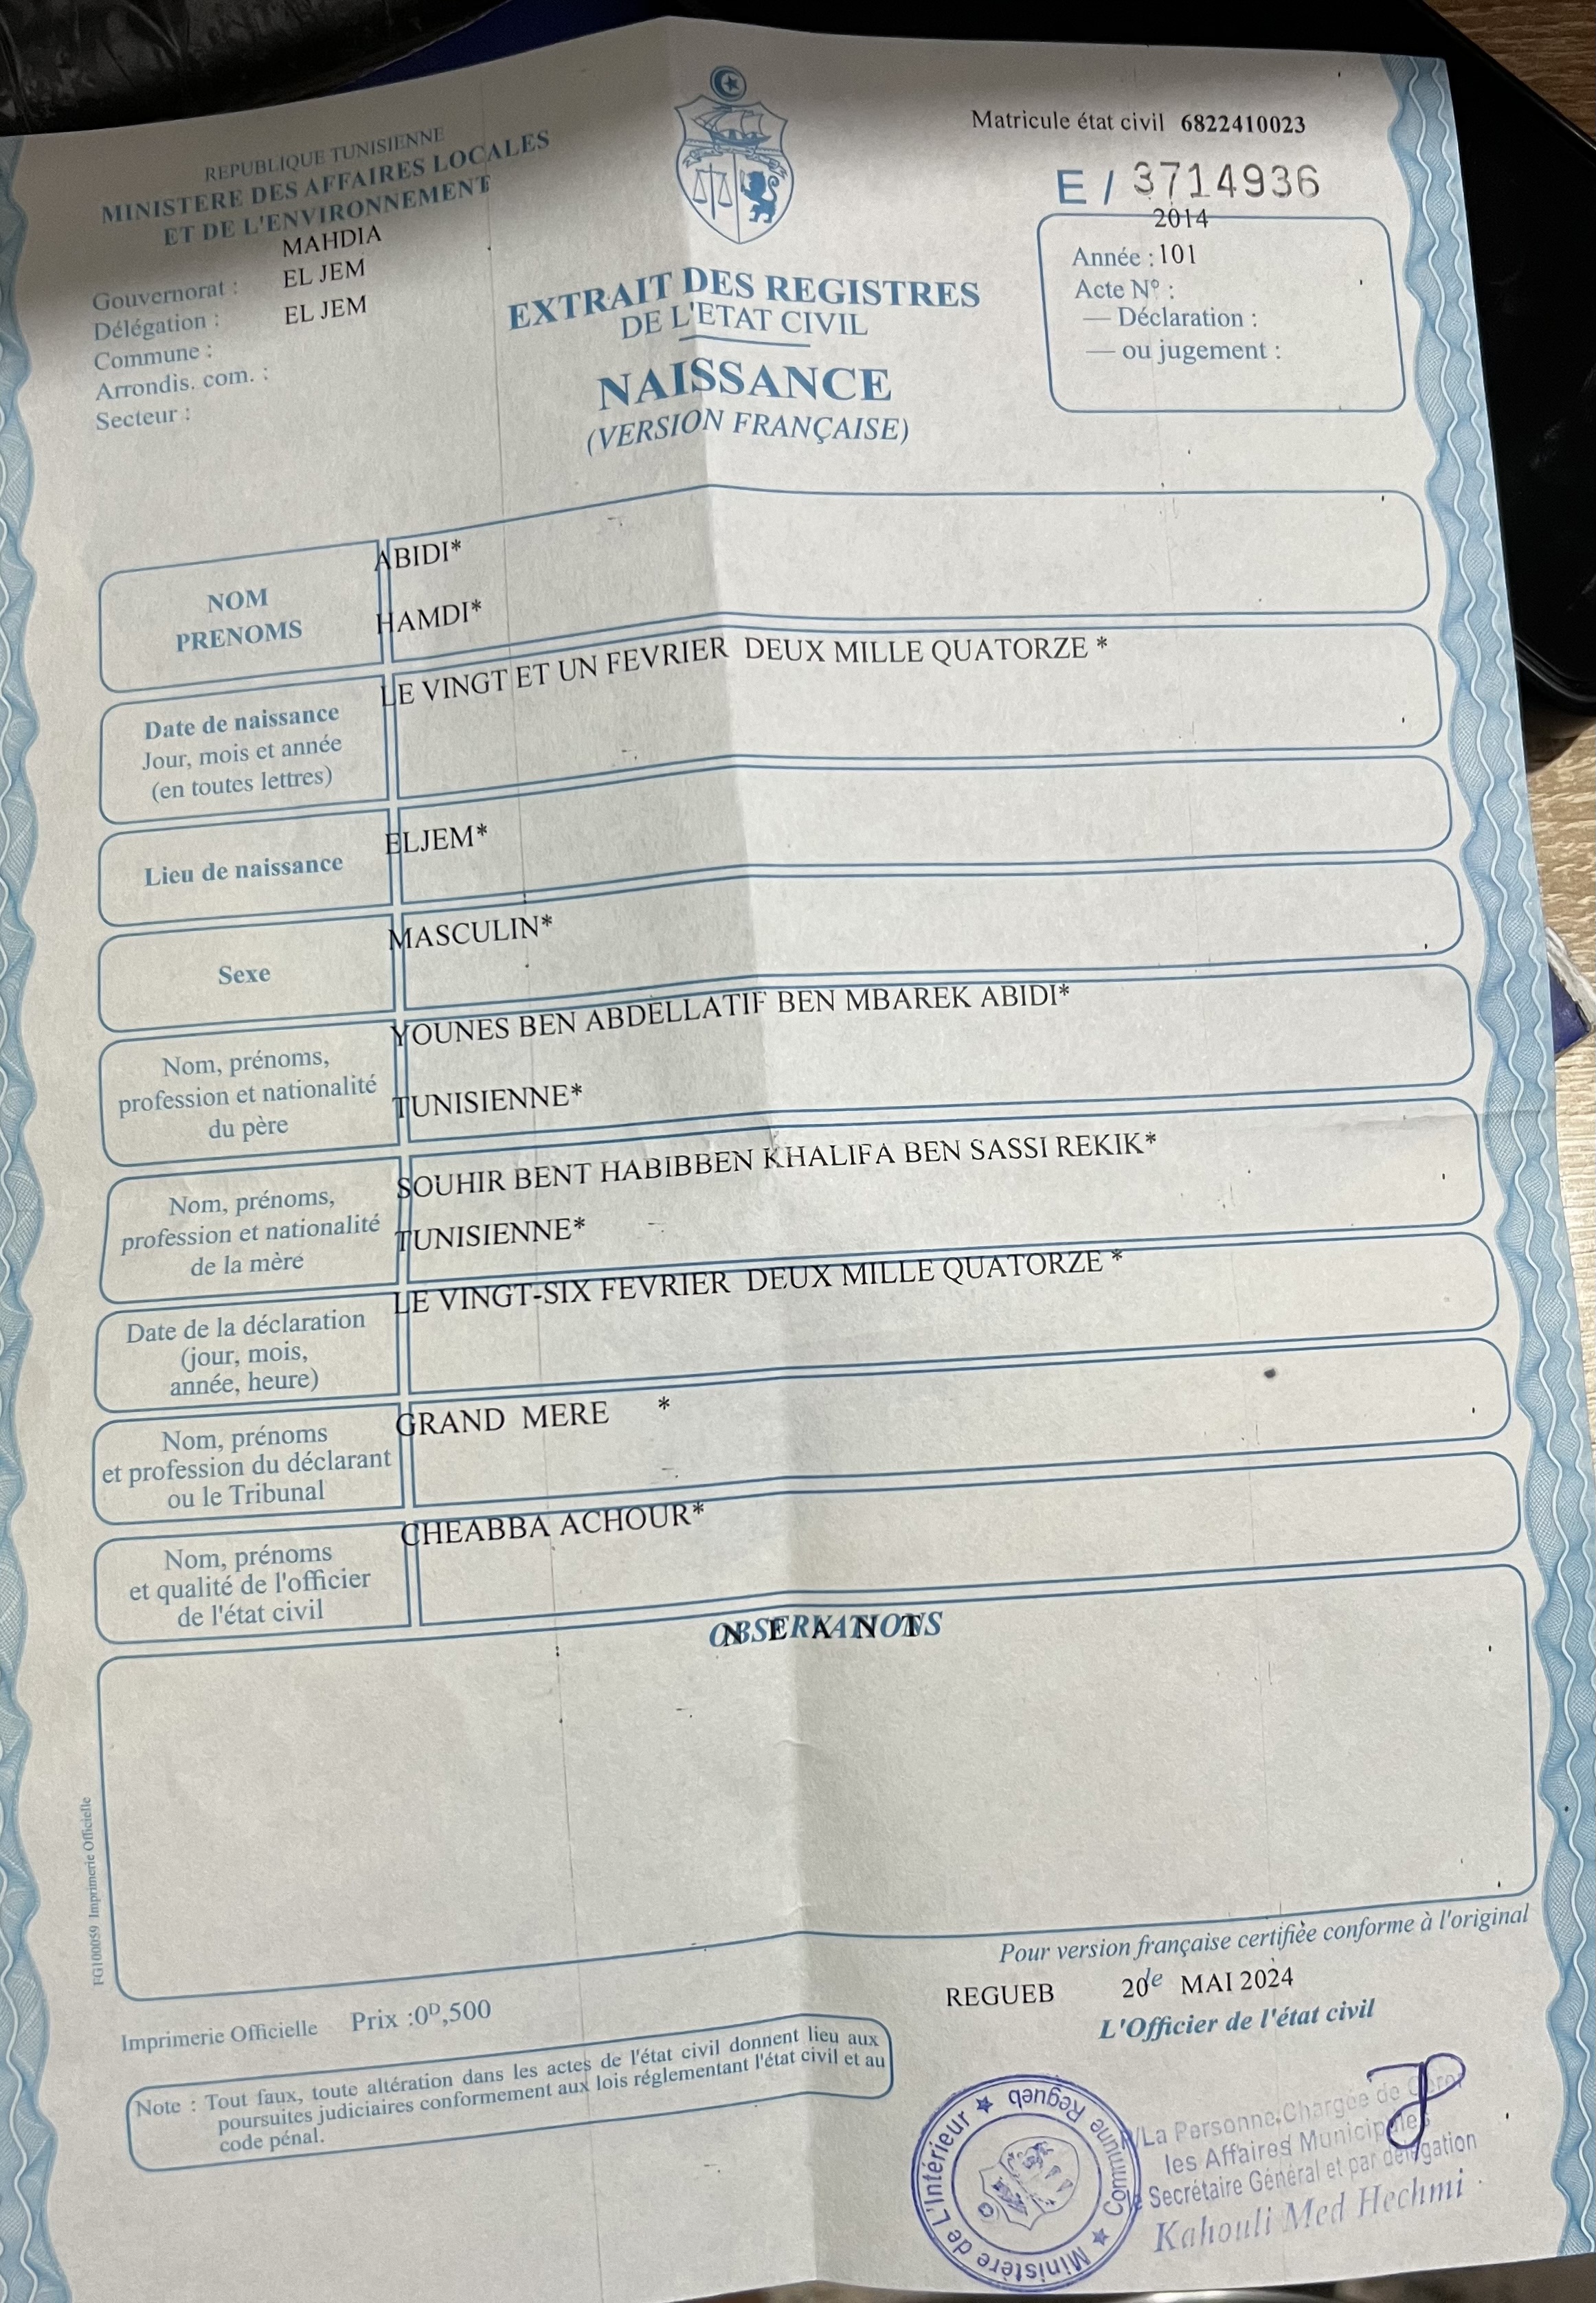 REPUBLIQUE TUNISIENNE
MINISTERE DES AFFAIRES LOCALES
ET DE L'ENVIRONNEMENT
MAHDIA
Gouvernorat : EL JEM
Délégation : EL JEM
Commune :
Arrondis. com. :
Secteur :
Matricule état civil 6822410023
E / 3714936
2014
Année : 101
Acte N° :
— Déclaration :
— ou jugement :
EXTRAIT DES REGISTRES
DE L'ETAT CIVIL
NAISSANCE
(VERSION FRANÇAISE)
NOM
PRENOMS
ABIDI*
HAMDI*
Date de naissance
Jour, mois et année
(en toutes lettres)
LE VINGT ET UN FEVRIER DEUX MILLE QUATORZE *
Lieu de naissance
ELJEM*
Sexe
MASCULIN*
Nom, prénoms,
profession et nationalité
du père
YOUNES BEN ABDELLATIF BEN MBAREK ABIDI*
TUNISIENNE*
Nom, prénoms,
profession et nationalité
de la mère
SOUHIR BENT HABIBBEN KHALIFA BEN SASSI REKIK*
TUNISIENNE*
Date de la déclaration
(jour, mois,
année, heure)
LE VINGT-SIX FEVRIER DEUX MILLE QUATORZE *
Nom, prénoms
et profession du déclarant
ou le Tribunal
GRAND MERE *
Nom, prénoms
et qualité de l'officier
de l'état civil
CHEABBA ACHOUR*
OBSERVATIONS
N E A N T
FG100059 Imprimerie Officielle
Pour version française certifiée conforme à l'original
REGUEB le 20 MAI 2024
L'Officier de l'état civil
Imprimerie Officielle Prix :0ᴰ,500
Note : Tout faux, toute altération dans les actes de l'état civil donnent lieu aux
poursuites judiciaires conformement aux lois réglementant l'état civil et au
code pénal.
Ministère de L'Intérieur ★ Commune Regueb ★
P/La Personne Chargée de
les Affaires Municipales
Secrétaire Général et par délégation
Kahouli Med Hechmi